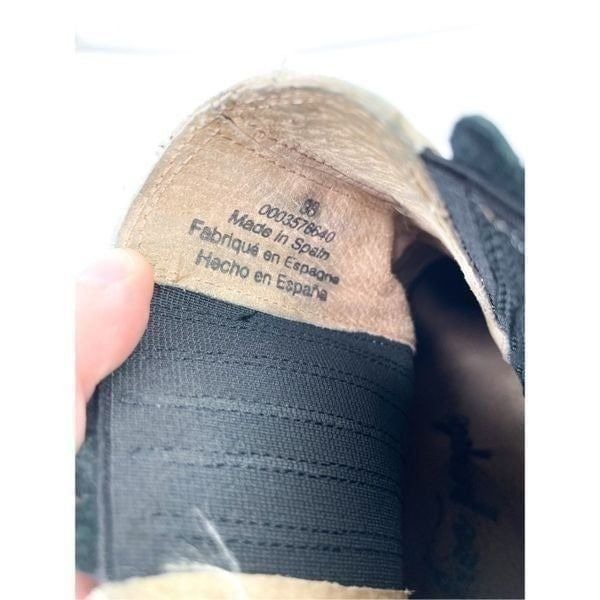 38
0003578640
Made in Spain
Fabriqué en Espagne
Hecho en España